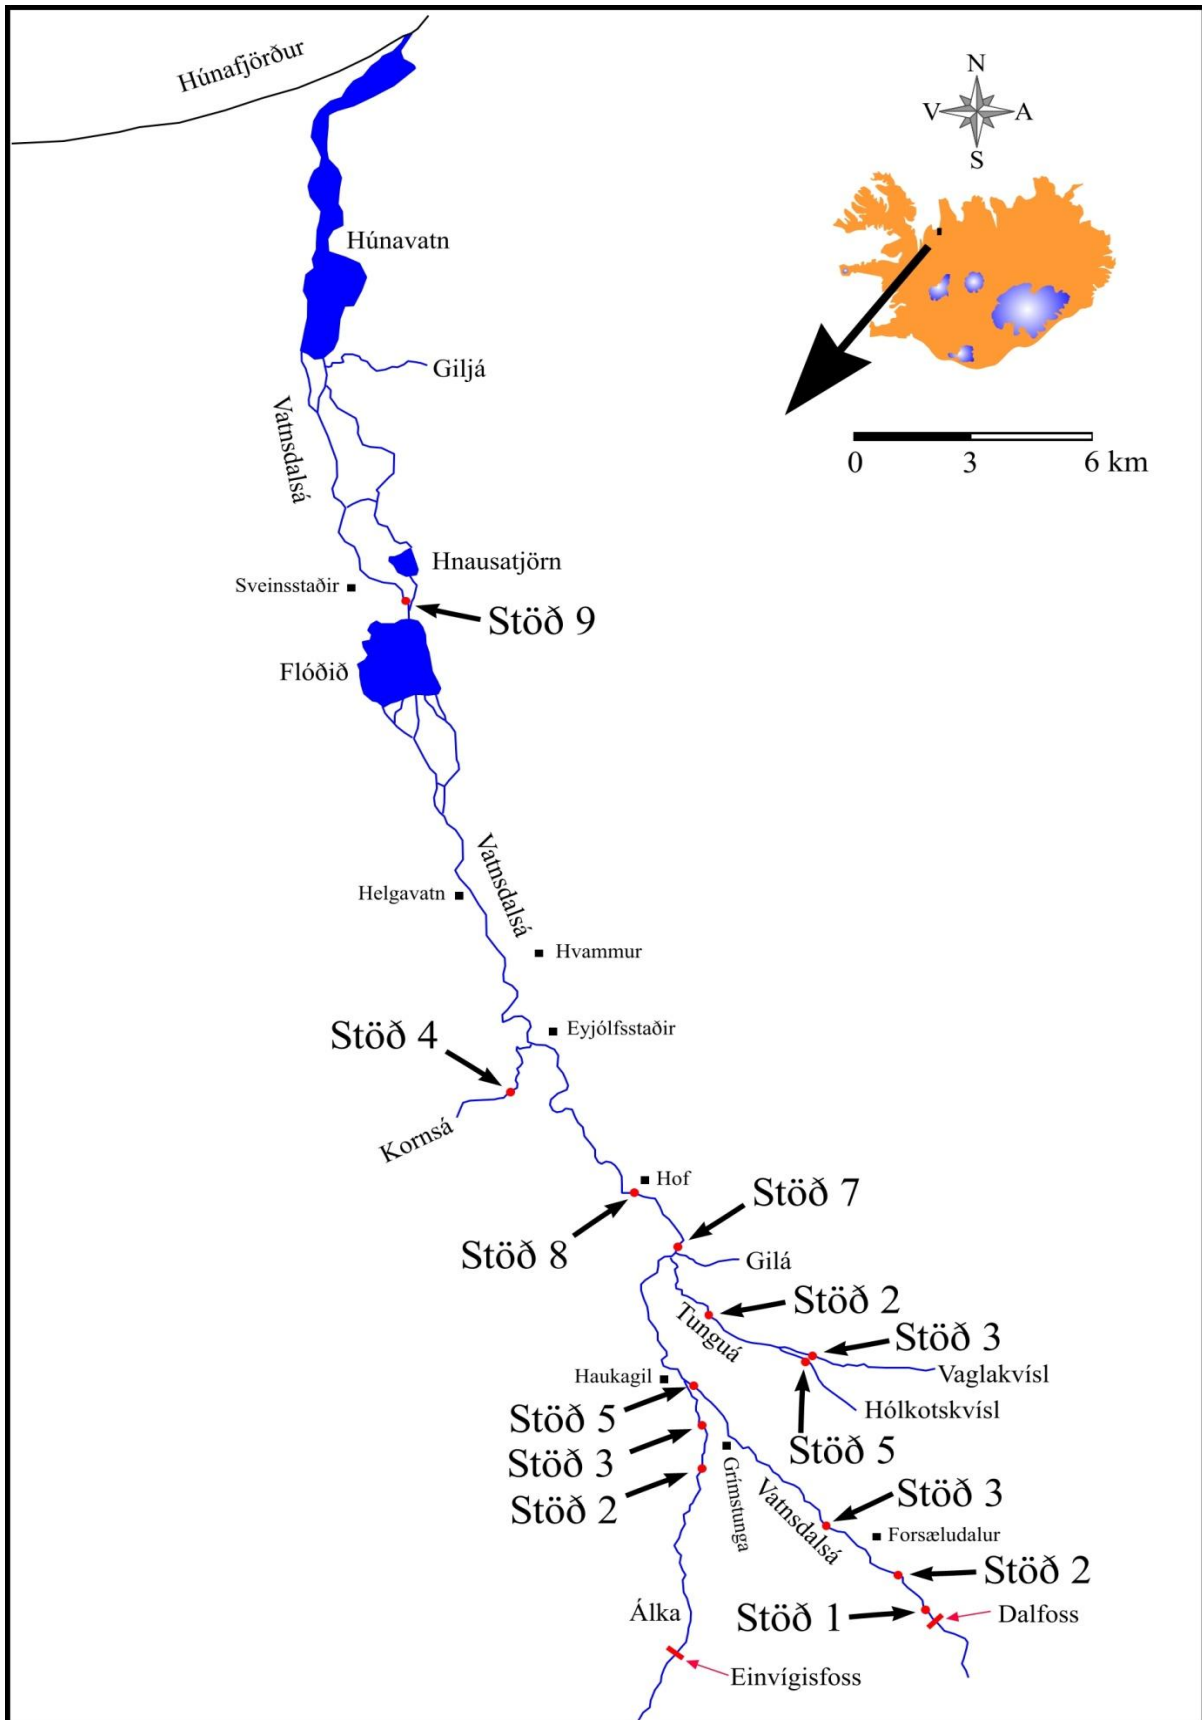 Húnafjörður
N
V
A
S
Húnavatn
Giljá
Vatnsdalsá
0
3
6 km
Hnausatjörn
Sveinsstaðir
Stöð 9
Flóðið
Vatnsdalsá
Helgavatn
Hvammur
Eyjólfsstaðir
Stöð 4
Kornsá
Hof
Stöð 7
Stöð 8
Gilá
Stöð 2
Tunguá
Stöð 3
Vaglakvísl
Haukagil
Hólkotskvísl
Stöð 5
Stöð 5
Stöð 3
Grímstunga
Stöð 2
Vatnsdalsá
Stöð 3
Forsæludalur
Stöð 2
Álka
Stöð 1
Dalfoss
Einvígisfoss